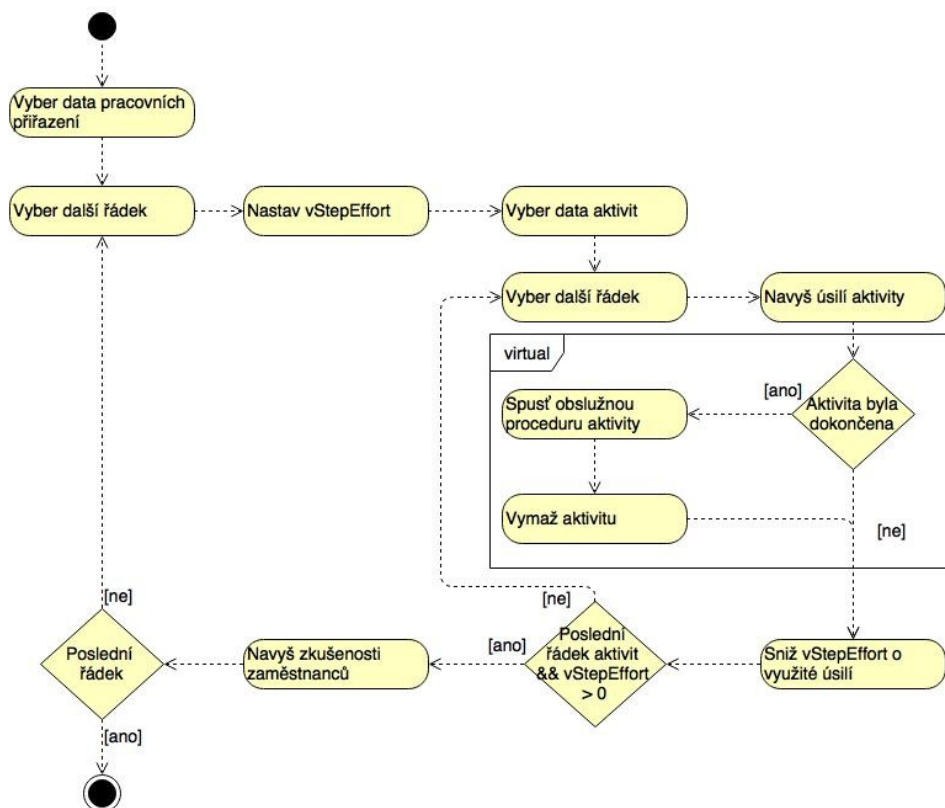 Vyber data pracovních
přiřazení
Vyber další řádek
Nastav vStepEffort
Vyber data aktivit
Vyber další řádek
Navyš úsilí aktivity
virtual
[ano]
Aktivita byla
dokončena
Spusť obslužnou
proceduru aktivity
Vymaž aktivitu
[ne]
[ne]
[ne]
Poslední
řádek
Navyš zkušenosti
zaměstnanců
[ano]
Poslední
řádek aktivit
&& vStepEffort
> 0
Sniž vStepEffort o
využité úsilí
[ano]